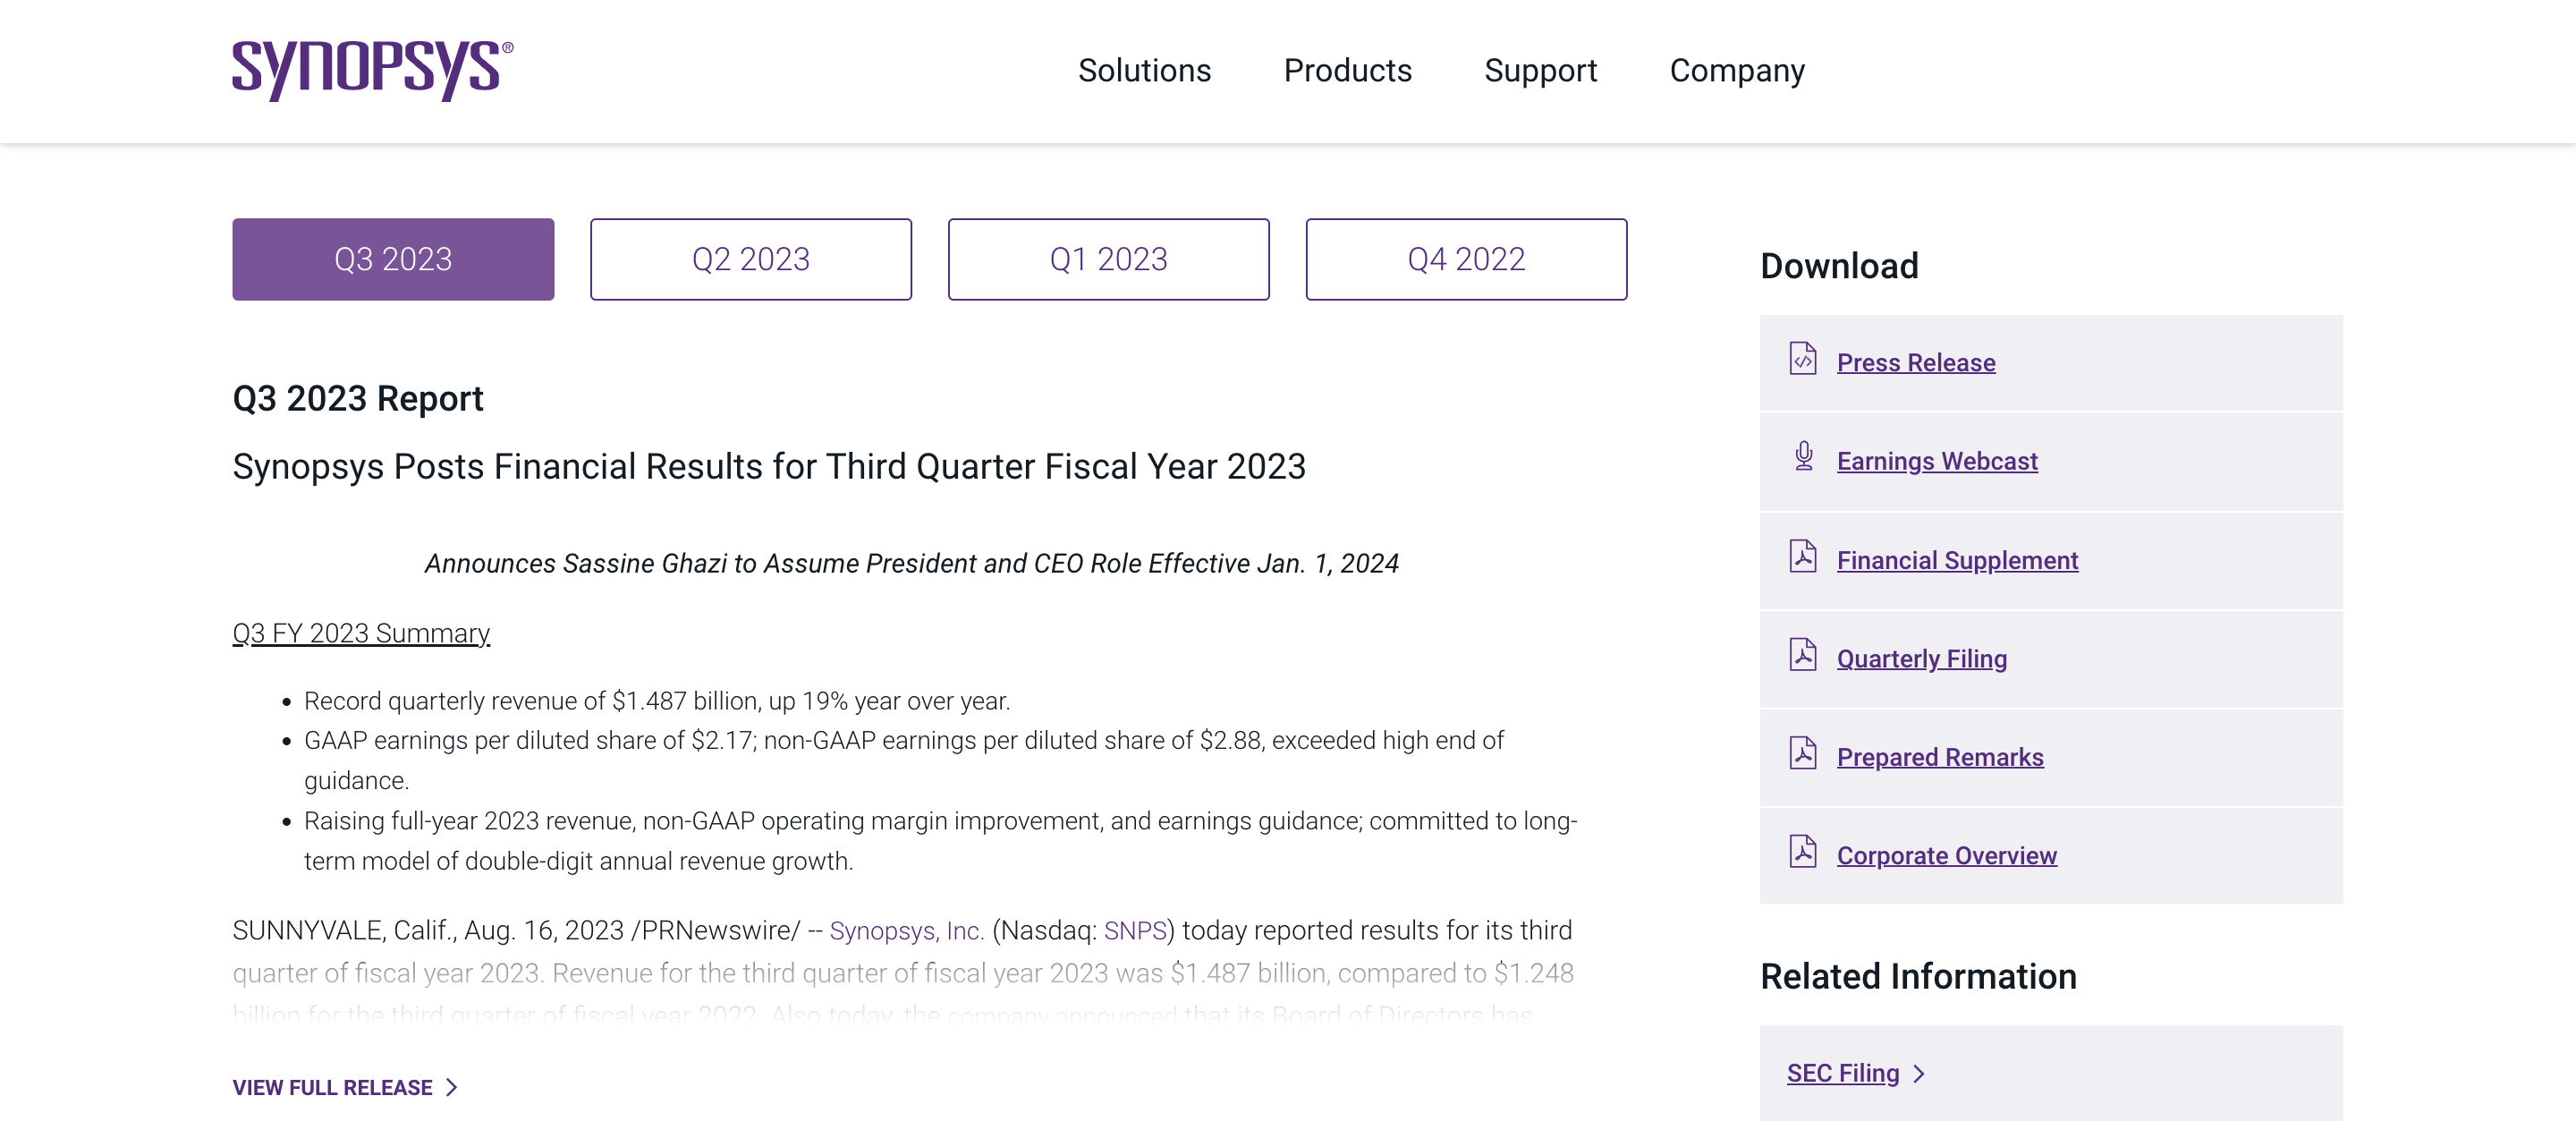 SYNOPSYS®
Solutions Products Support Company
Q3 2023 Q2 2023 Q1 2023 Q4 2022
Q3 2023 Report
Synopsys Posts Financial Results for Third Quarter Fiscal Year 2023
Announces Sassine Ghazi to Assume President and CEO Role Effective Jan. 1, 2024
Q3 FY 2023 Summary
• Record quarterly revenue of $1.487 billion, up 19% year over year.
• GAAP earnings per diluted share of $2.17; non-GAAP earnings per diluted share of $2.88, exceeded high end of
guidance.
• Raising full-year 2023 revenue, non-GAAP operating margin improvement, and earnings guidance; committed to long-
term model of double-digit annual revenue growth.
SUNNYVALE, Calif., Aug. 16, 2023 /PRNewswire/ -- Synopsys, Inc. (Nasdaq: SNPS) today reported results for its third
quarter of fiscal year 2023. Revenue for the third quarter of fiscal year 2023 was $1.487 billion, compared to $1.248
billion for the third quarter of fiscal year 2022. Also today, the company announced that its Board of Directors has
VIEW FULL RELEASE
Download
Press Release
Earnings Webcast
Financial Supplement
Quarterly Filing
Prepared Remarks
Corporate Overview
Related Information
SEC Filing